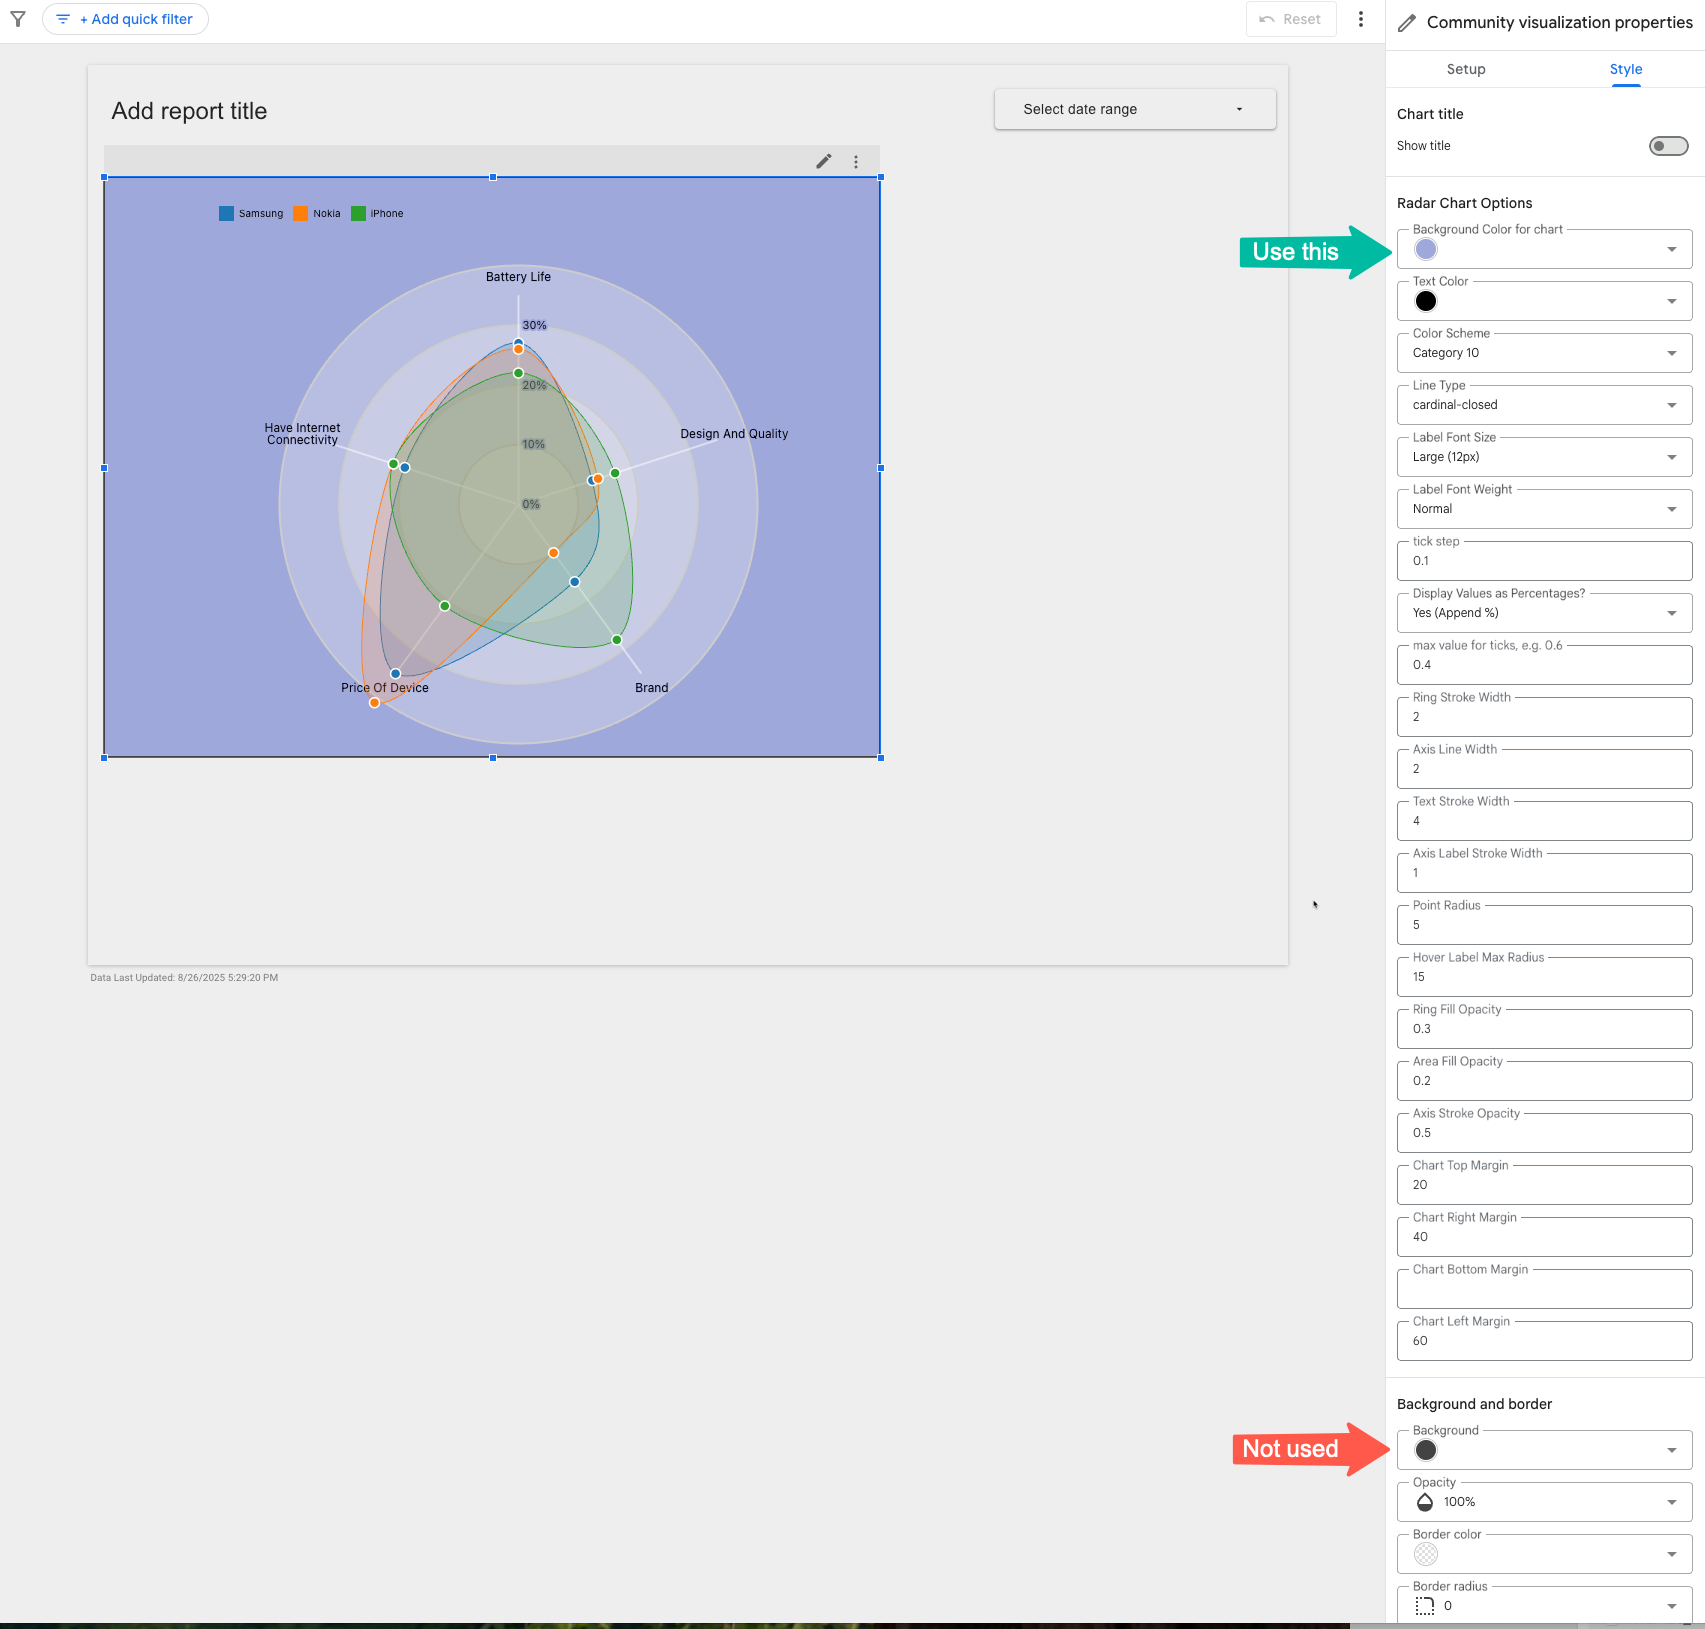 + Add quick filter
Reset
Community visualization properties
Setup
Style
Add report title
Select date range
Samsung
Nokia
iPhone
Battery Life
30%
20%
10%
0%
Have Internet
Connectivity
Design And Quality
Price Of Device
Brand
Data Last Updated: 8/26/2025 5:29:20 PM
Use this
Not used
Chart title
Show title
Radar Chart Options
Background Color for chart
Text Color
Color Scheme
Category 10
Line Type
cardinal-closed
Label Font Size
Large (12px)
Label Font Weight
Normal
tick step
0.1
Display Values as Percentages?
Yes (Append %)
max value for ticks, e.g. 0.6
0.4
Ring Stroke Width
2
Axis Line Width
2
Text Stroke Width
4
Axis Label Stroke Width
1
Point Radius
5
Hover Label Max Radius
15
Ring Fill Opacity
0.3
Area Fill Opacity
0.2
Axis Stroke Opacity
0.5
Chart Top Margin
20
Chart Right Margin
40
Chart Bottom Margin
Chart Left Margin
60
Background and border
Background
Opacity
100%
Border color
Border radius
0